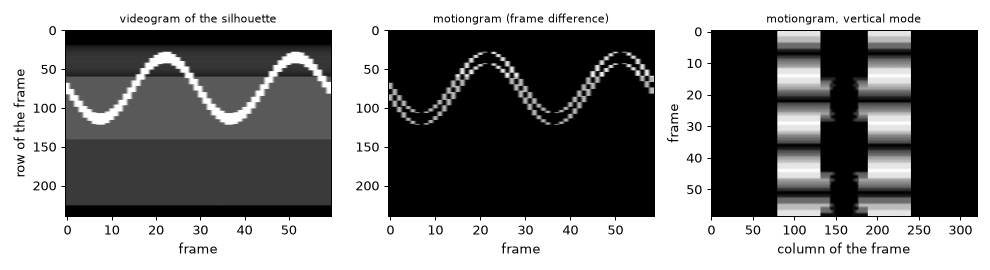 videogram of the silhouette
motiongram (frame difference)
motiongram, vertical mode
row of the frame
0
50
100
150
200
0 10 20 30 40 50
frame
0
50
100
150
200
0 10 20 30 40 50
frame
frame
0
10
20
30
40
50
0 50 100 150 200 250 300
column of the frame